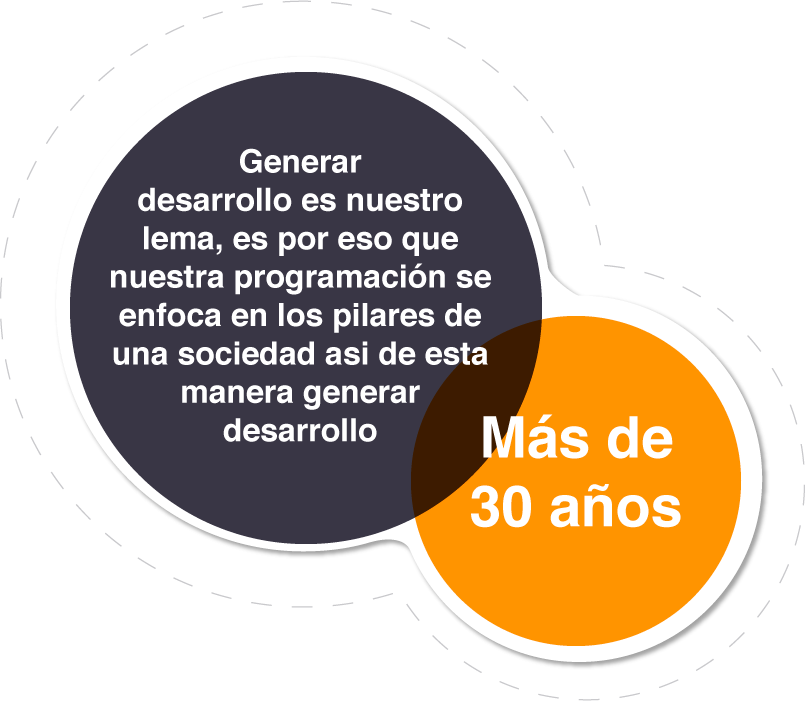 Generar
desarrollo es nuestro
lema, es por eso que
nuestra programación se
enfoca en los pilares de
una sociedad asi de esta
manera generar
desarrollo
Más de
30 años